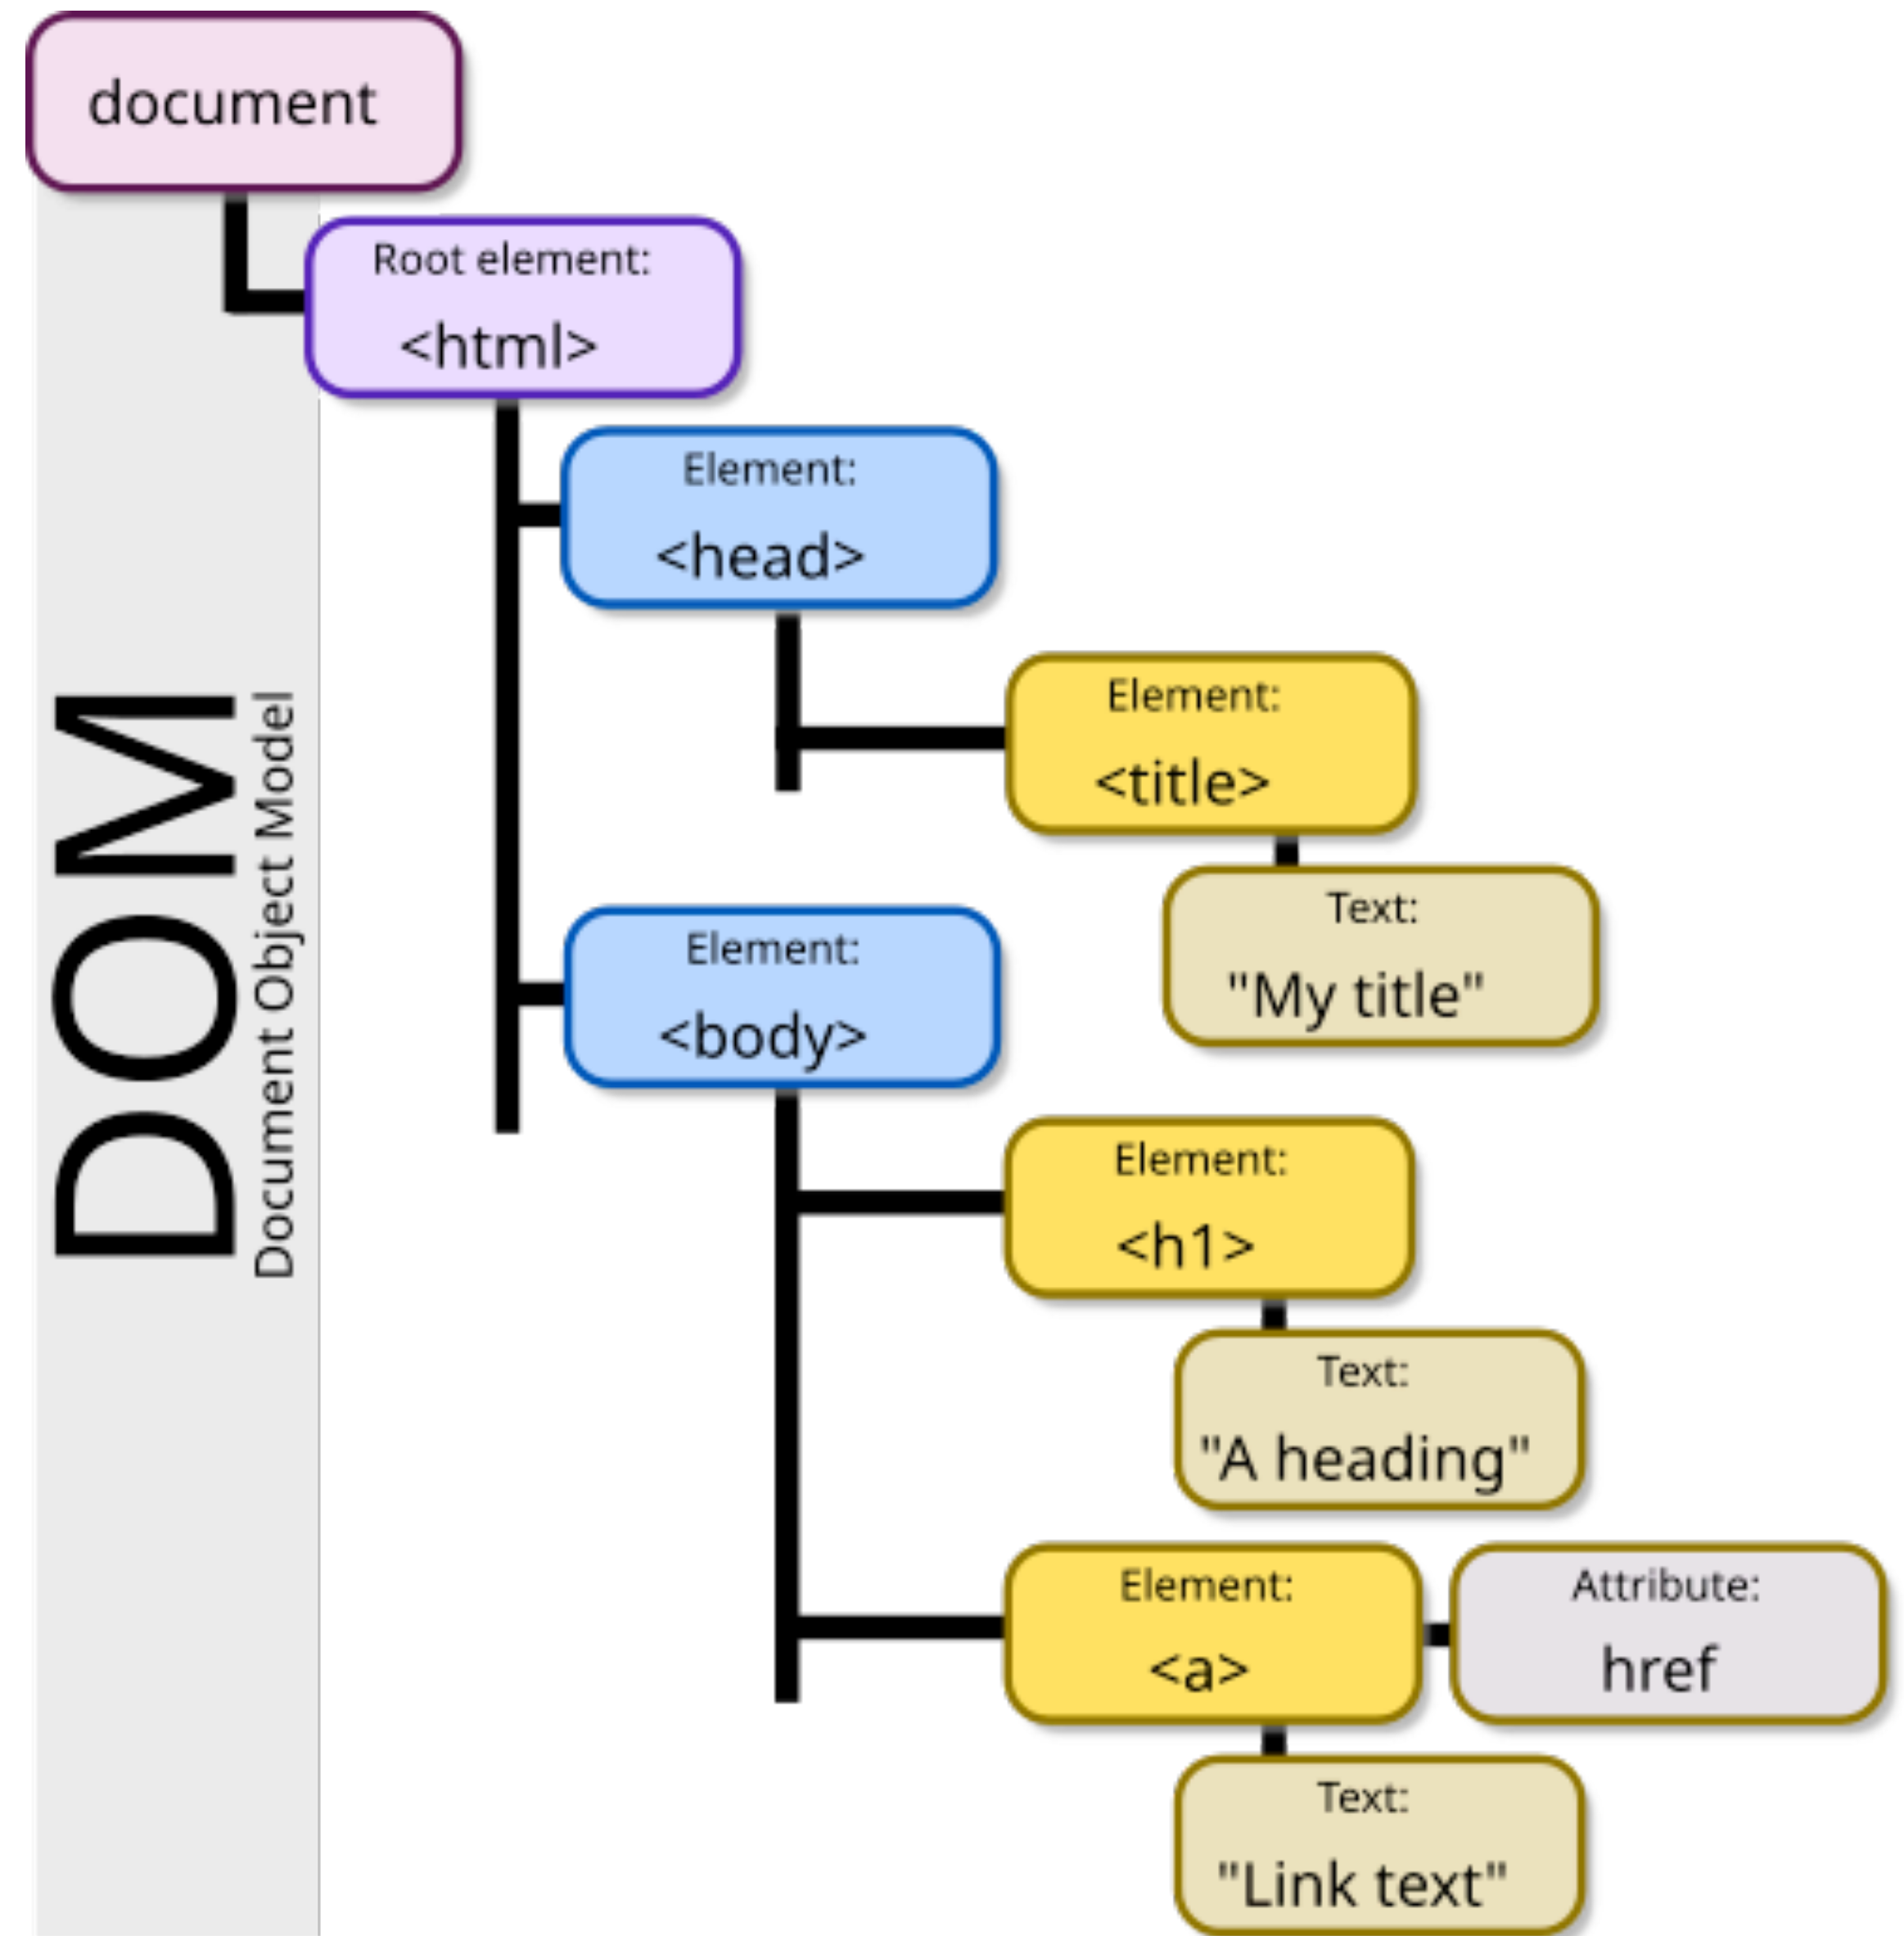 document
Root element:
<html>
Element:
<head>
Element:
<title>
Text:
"My title"
Element:
<body>
Element:
<h1>
Text:
"A heading"
Element:
<a>
Attribute:
href
Text:
"Link text"
DOM
Document Object Model